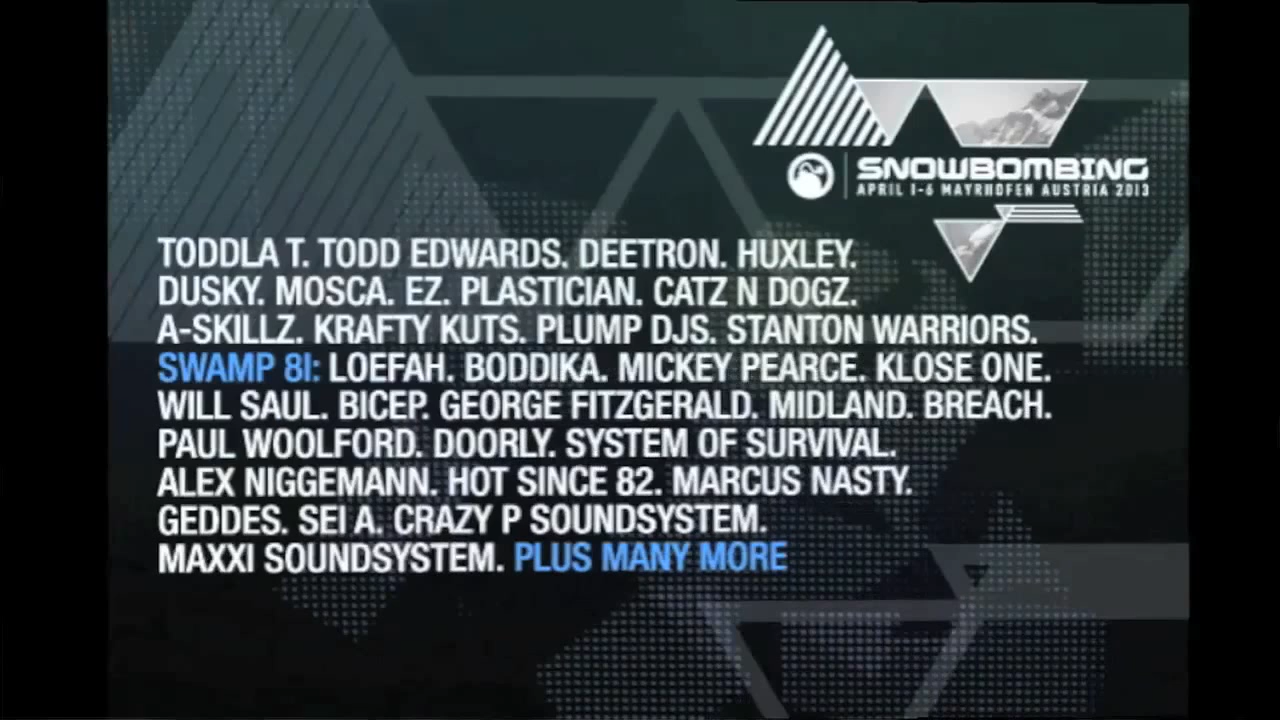 SNOWBOMBING
APRIL 1-6 MAYRHOFEN AUSTRIA 2013
TODDLA T. TODD EDWARDS. DEETRON. HUXLEY.
DUSKY. MOSCA. EZ. PLASTICIAN. CATZ N DOGZ.
A-SKILLZ. KRAFTY KUTS. PLUMP DJS. STANTON WARRIORS.
SWAMP 81: LOEFAH. BODDIKA. MICKEY PEARCE. KLOSE ONE.
WILL SAUL. BICEP. GEORGE FITZGERALD. MIDLAND. BREACH.
PAUL WOOLFORD. DOORLY. SYSTEM OF SURVIVAL.
ALEX NIGGEMANN. HOT SINCE 82. MARCUS NASTY.
GEDDES. SEI A. CRAZY P SOUNDSYSTEM.
MAXXI SOUNDSYSTEM. PLUS MANY MORE